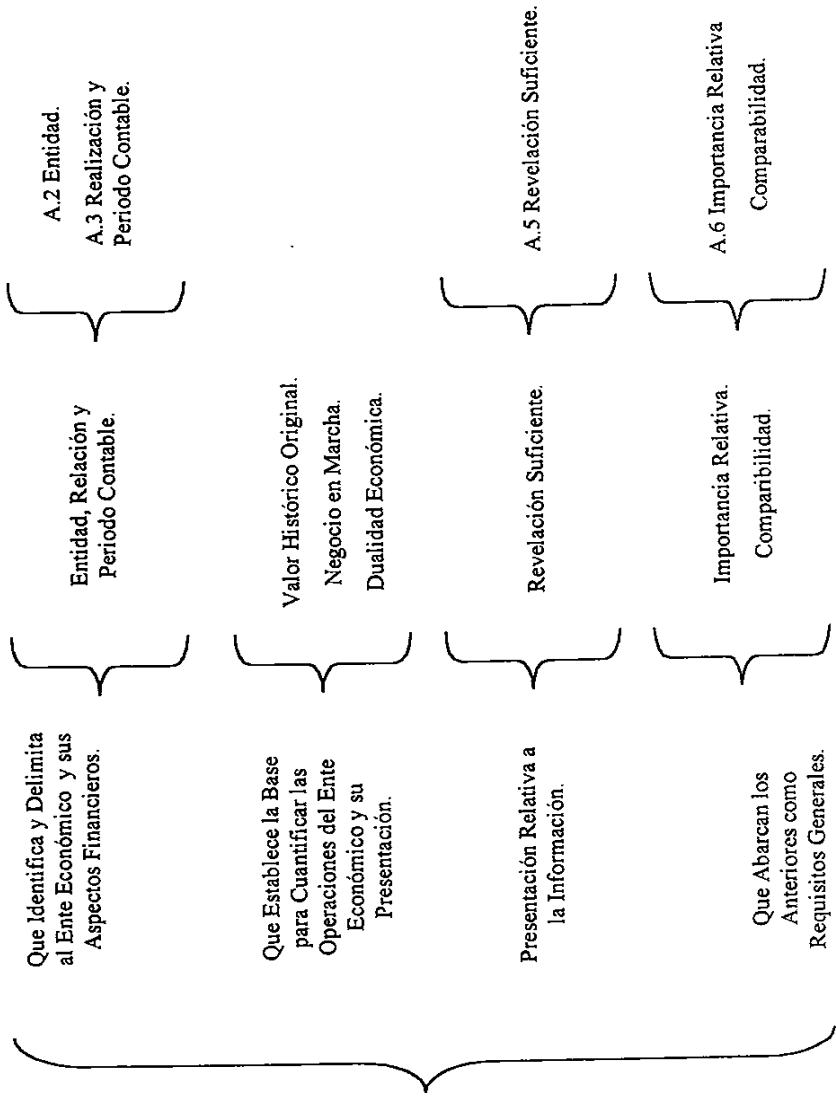 Que Identifica y Delimita
al Ente Económico y sus
Aspectos Financieros.
Entidad, Relación y
Periodo Contable.
A.2 Entidad.
A.3 Realización y
Periodo Contable.
Que Establece la Base
para Cuantificar las
Operaciones del Ente
Económico y su
Presentación.
Valor Histórico Original.
Negocio en Marcha.
Dualidad Económica.
Presentación Relativa a
la Información.
Revelación Suficiente.
A.5 Revelación Suficiente.
Que Abarcan los
Anteriores como
Requisitos Generales.
Importancia Relativa.
Comparibilidad.
A.6 Importancia Relativa
Comparabilidad.